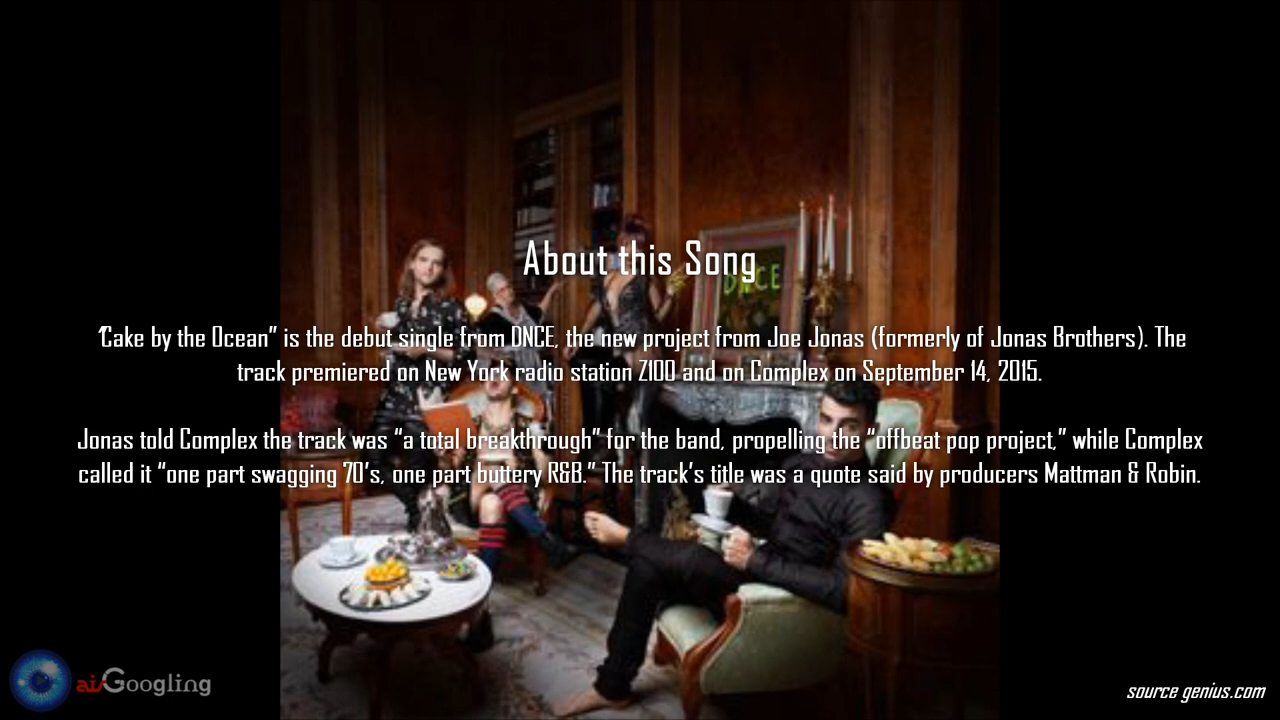 About this Song
DNCE
“Cake by the Ocean” is the debut single from DNCE, the new project from Joe Jonas (formerly of Jonas Brothers). The
track premiered on New York radio station Z100 and on Complex on September 14, 2015.
Jonas told Complex the track was “a total breakthrough” for the band, propelling the “offbeat pop project,” while Complex
called it “one part swagging ’70’s, one part buttery R&B.” The track’s title was a quote said by producers Mattman & Robin.
airGoogling
source genius.com